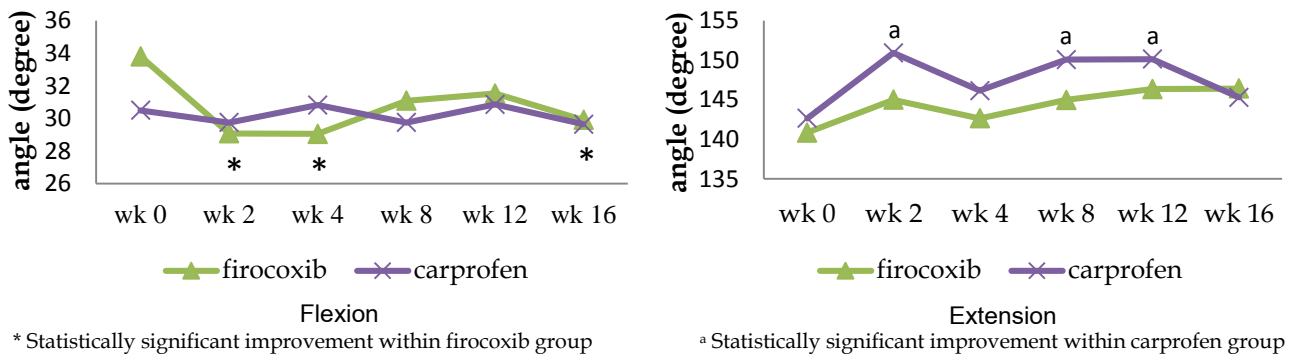 angle (degree)
36
34
32
30
28
26
* * *
wk 0 wk 2 wk 4 wk 8 wk 12 wk 16
firocoxib carprofen
Flexion
* Statistically significant improvement within firocoxib group
angle (degree)
155
150
145
140
135
a a a
wk 0 wk 2 wk 4 wk 8 wk 12 wk 16
firocoxib carprofen
Extension
ᵃ Statistically significant improvement within carprofen group